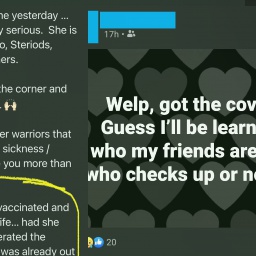 ne yesterday ...
y serious. She is
o, Steriods,
ers.
the corner and
er warriors that
sickness /
e you more than
vaccinated and
ife... had she
erated the
was already out
17h
Welp, got the cov
Guess I'll be learn
who my friends are
who checks up or no
20